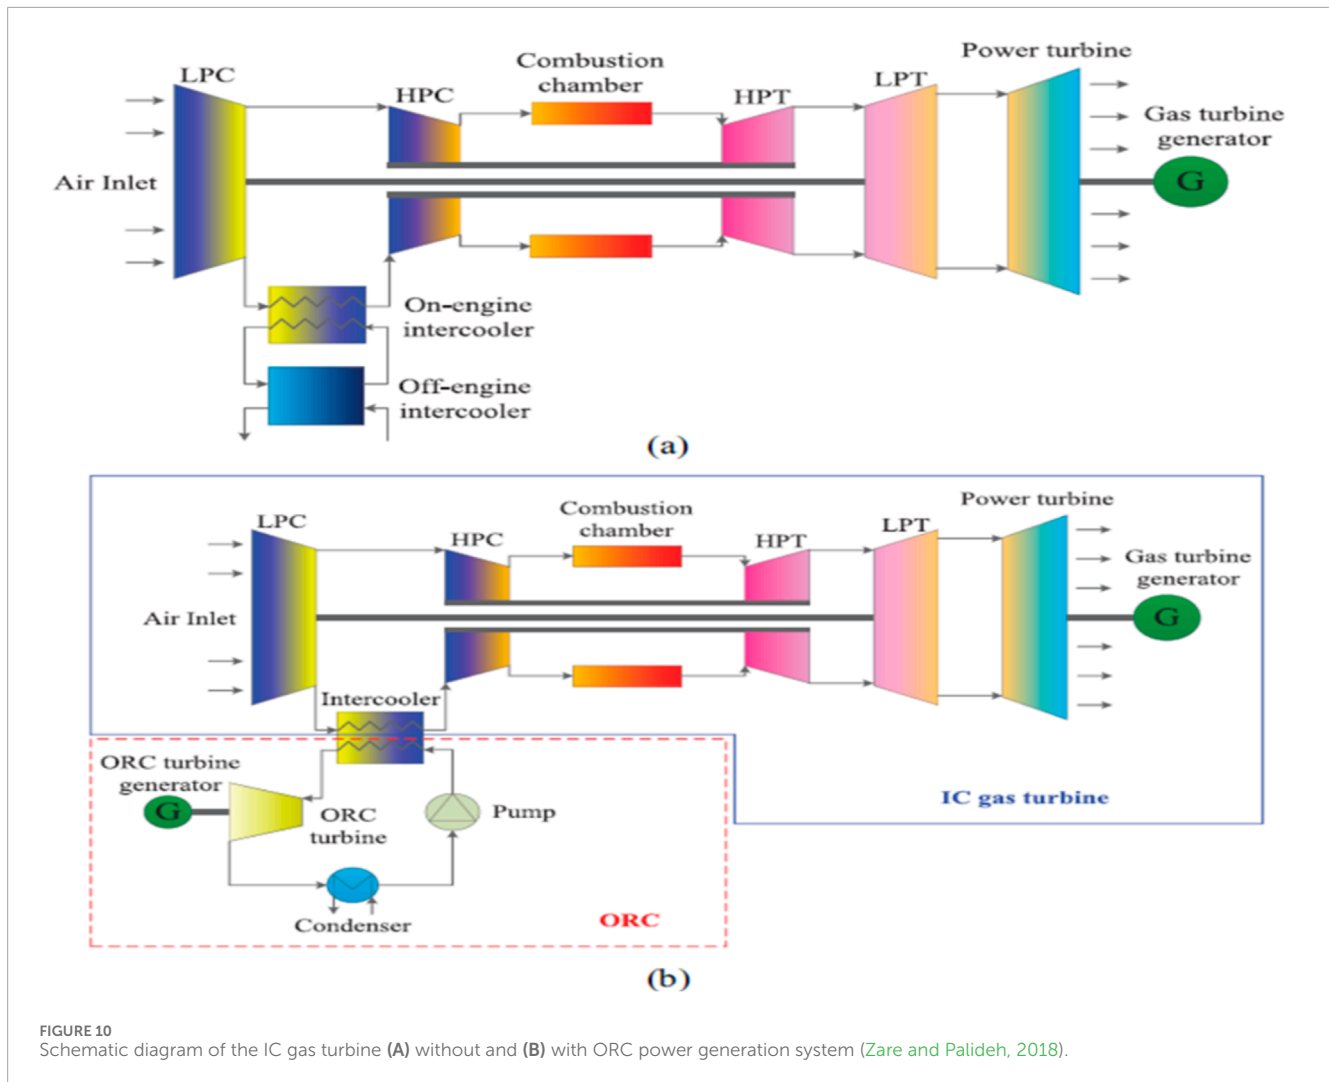 Power turbine
LPC
Combustion
chamber
LPT
HPC
HPT
Gas turbine
generator
Air Inlet
G
On-engine
intercooler
Off-engine
intercooler
(a)
Power turbine
LPC
Combustion
chamber
LPT
HPC
HPT
Gas turbine
generator
Air Inlet
G
Intercooler
ORC turbine
generator
G
ORC
turbine
Pump
IC gas turbine
Condenser
ORC
(b)
FIGURE 10
Schematic diagram of the IC gas turbine (A) without and (B) with ORC power generation system (Zare and Palideh, 2018).